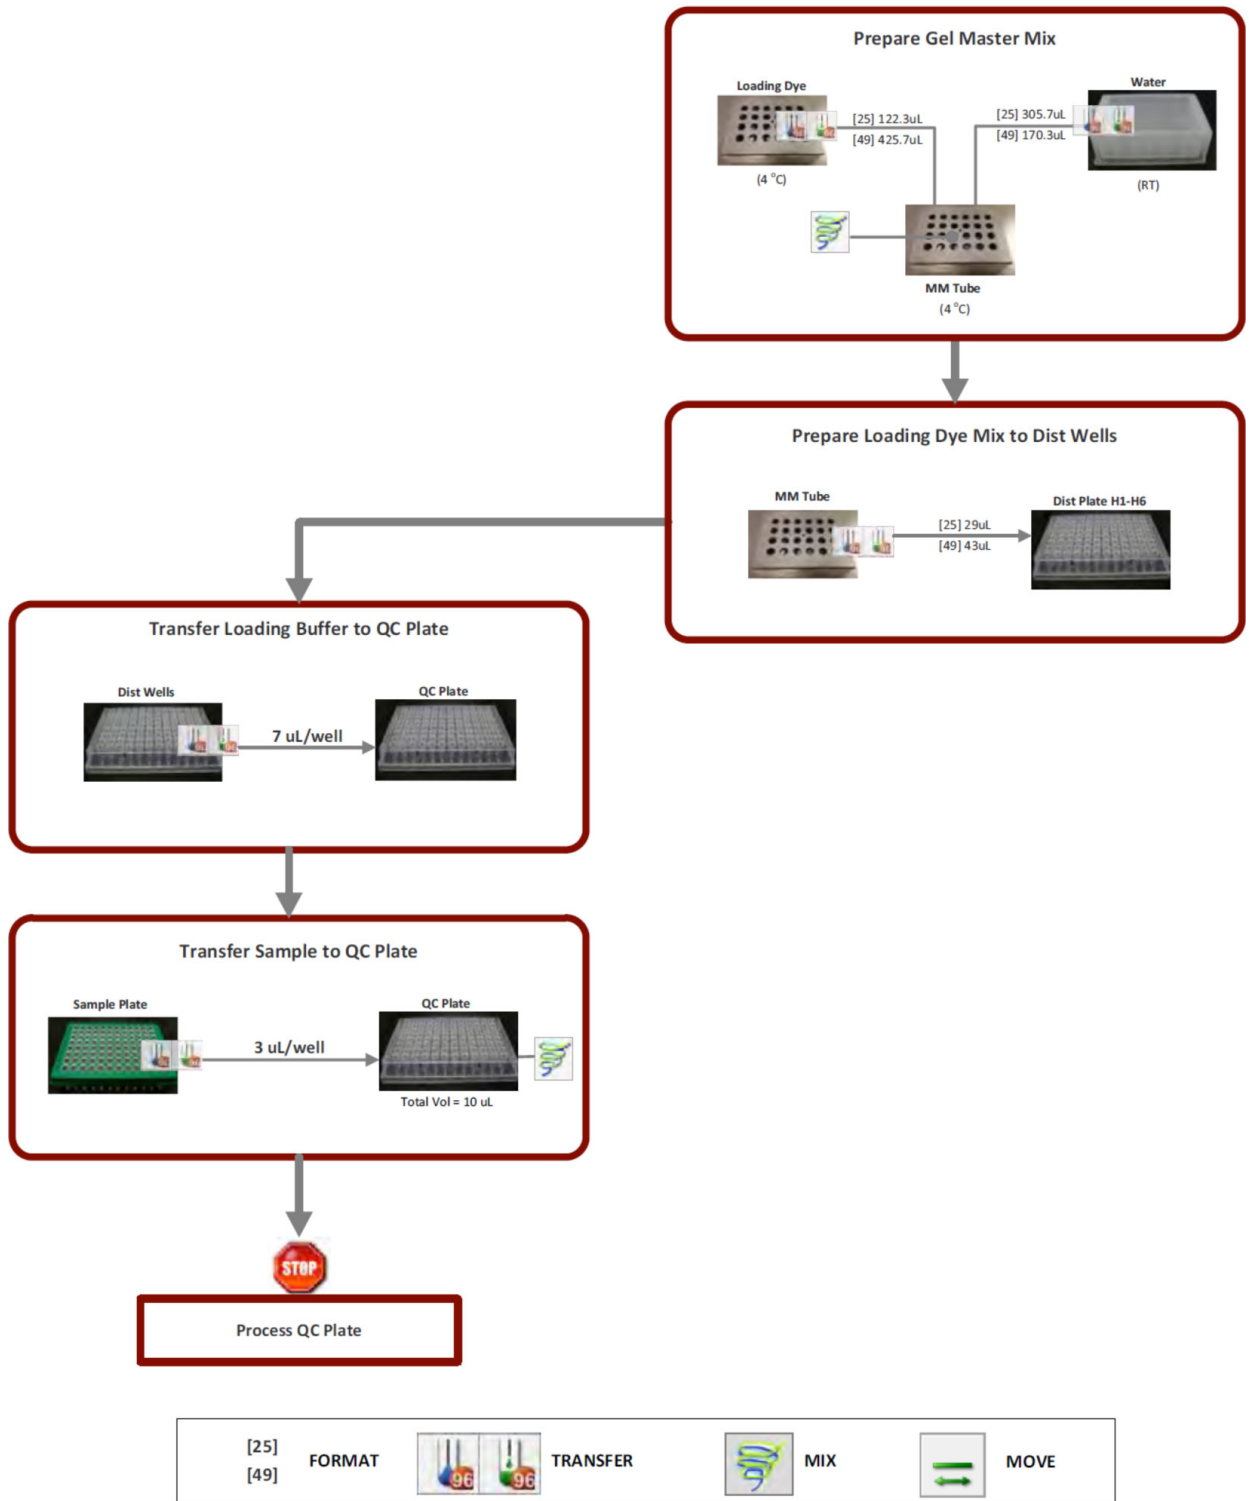 Prepare Gel Master Mix
Loading Dye
Water
[25] 122.3uL
[49] 425.7uL
[25] 305.7uL
[49] 170.3uL
(4 °C)
(RT)
MM Tube
(4 °C)
Prepare Loading Dye Mix to Dist Wells
MM Tube
Dist Plate H1-H6
[25] 29uL
[49] 43uL
Transfer Loading Buffer to QC Plate
Dist Wells
QC Plate
7 uL/well
Transfer Sample to QC Plate
Sample Plate
QC Plate
3 uL/well
Total Vol = 10 uL
STOP
Process QC Plate
[25]
[49]
FORMAT
96
96
TRANSFER
MIX
MOVE